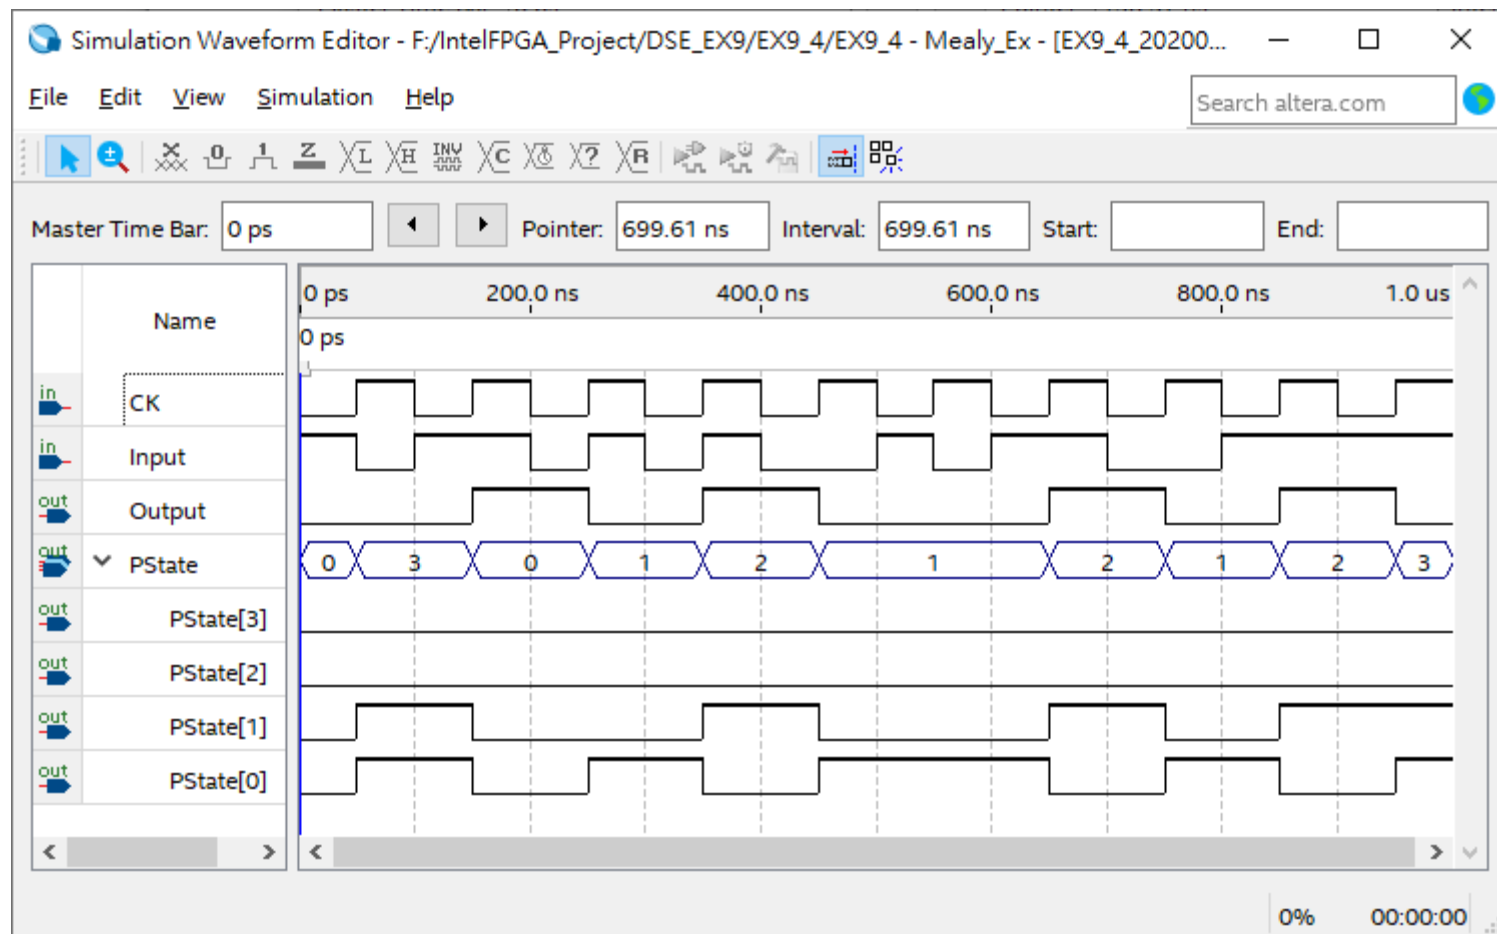 Simulation Waveform Editor - F:/IntelFPGA_Project/DSE_EX9/EX9_4/EX9_4 - Mealy_Ex - [EX9_4_20200...
File Edit View Simulation Help
Search altera.com
Master Time Bar: 0 ps Pointer: 699.61 ns Interval: 699.61 ns Start: End:
Name
0 ps 200.0 ns 400.0 ns 600.0 ns 800.0 ns 1.0 us
0 ps
in CK
in Input
out Output
out PState 0 3 0 1 2 1 2 1 2 3
out PState[3]
out PState[2]
out PState[1]
out PState[0]
0% 00:00:00